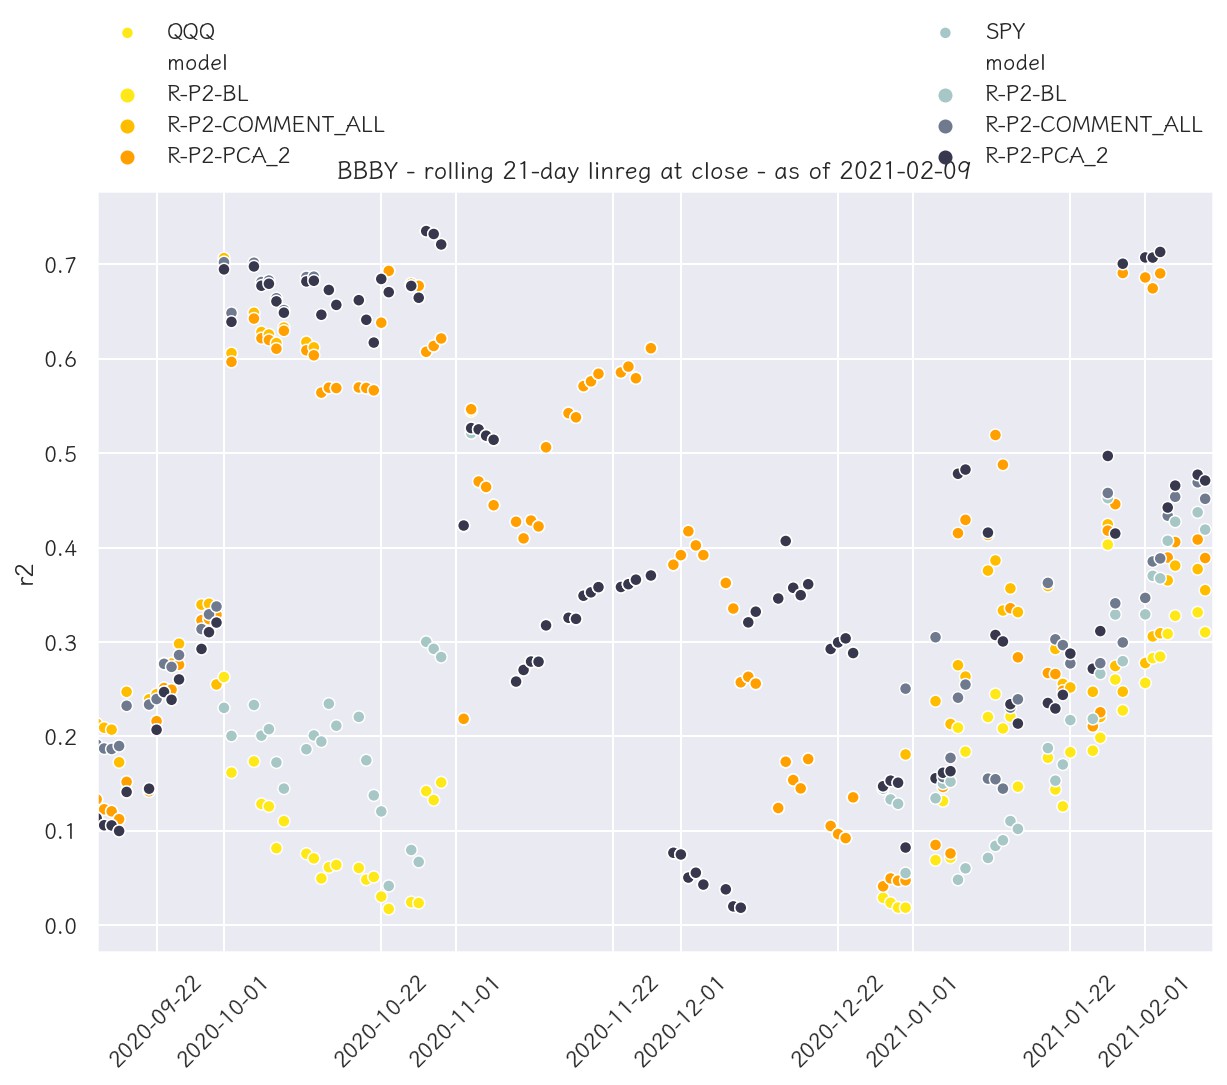 QQQ
model
R-P2-BL
R-P2-COMMENT_ALL
R-P2-PCA_2
SPY
model
R-P2-BL
R-P2-COMMENT_ALL
R-P2-PCA_2
BBBY - rolling 21-day linreg at close - as of 2021-02-09
r2
0.7
0.6
0.5
0.4
0.3
0.2
0.1
0.0
2020-09-22
2020-10-01
2020-10-22
2020-11-01
2020-11-22
2020-12-01
2020-12-22
2021-01-01
2021-01-22
2021-02-01